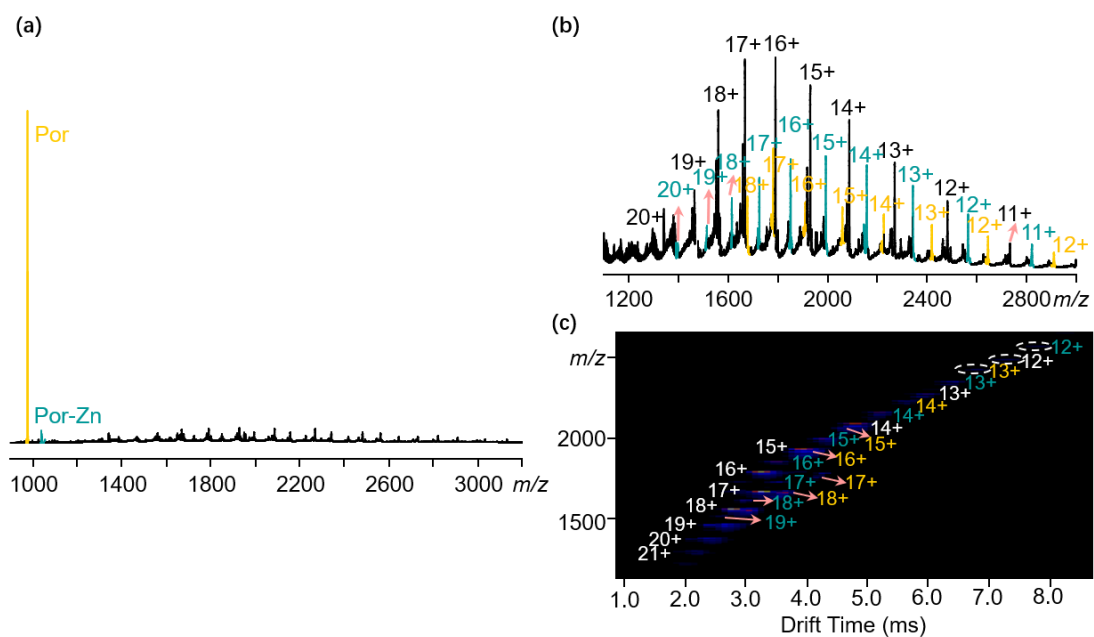 (a)
Por
Por-Zn
1000 1400 1800 2200 2600 3000 m/z
(b)
17+ 16+
15+
18+
14+
16+
17+ 15+
19+ 18+ 14+ 13+
20+ 19+ 17+ 13+
18+ 16+ 15+ 14+ 12+
20+ 13+ 12+ 11+
12+ 11+ 12+
1200 1600 2000 2400 2800 m/z
(c)
m/z
12+
12+
13+
13+
13+
14+
14+
14+
2000
15+
15+
15+
16+
16+
16+
17+
17+
17+
18+
18+
18+
1500
19+
19+
20+
21+
1.0 2.0 3.0 4.0 5.0 6.0 7.0 8.0
Drift Time (ms)